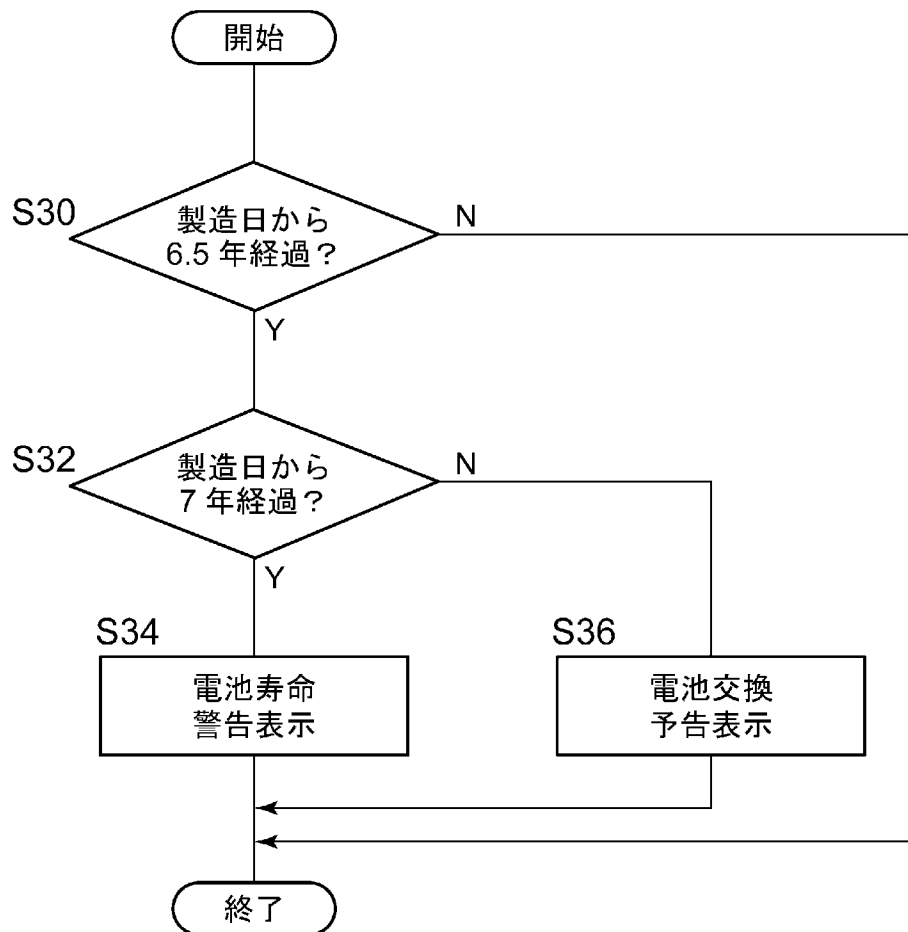 開始
S30
製造日から
6.5 年経過？
N
Y
S32
製造日から
7 年経過？
N
Y
S34
電池寿命
警告表示
S36
電池交換
予告表示
終了